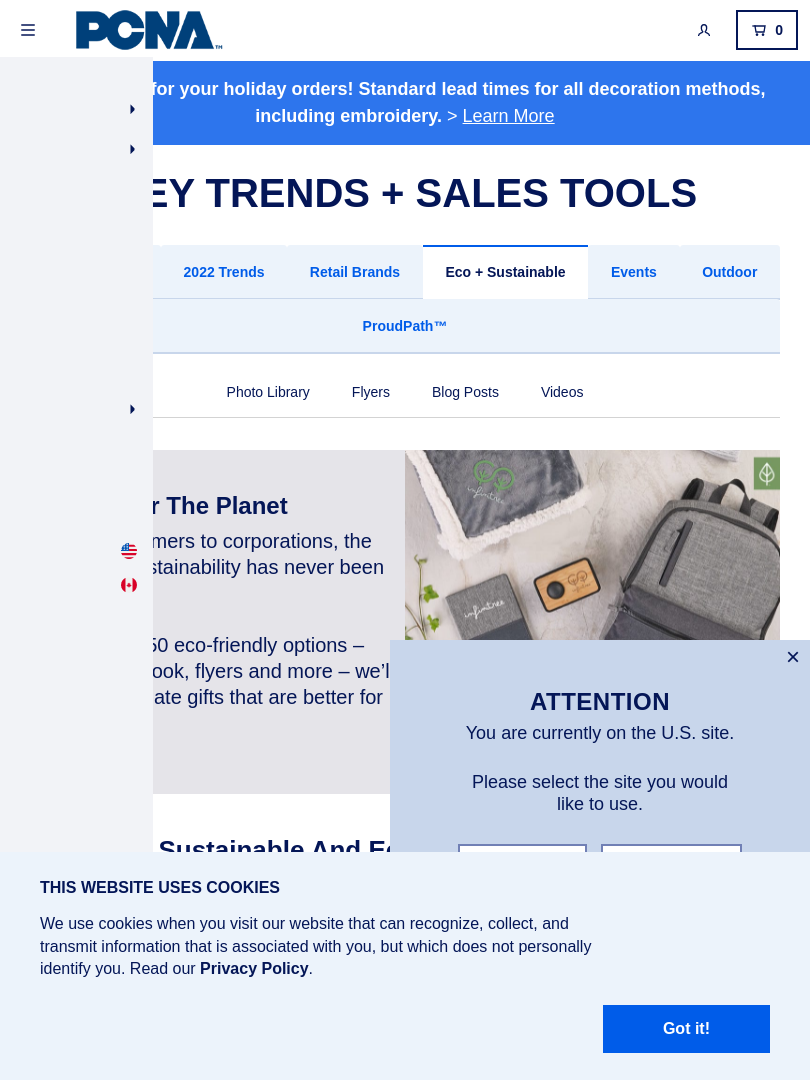 PCNA™
0
for your holiday orders! Standard lead times for all decoration methods,
including embroidery. > Learn More
EY TRENDS + SALES TOOLS
2022 Trends
Retail Brands
Eco + Sustainable
Events
Outdoor
ProudPath™
Photo Library
Flyers
Blog Posts
Videos
r The Planet
mers to corporations, the
stainability has never been
50 eco-friendly options –
ook, flyers and more – we’l
ate gifts that are better for
infinitree
infinitree
ATTENTION
You are currently on the U.S. site.
Please select the site you would
like to use.
Sustainable And Ec
THIS WEBSITE USES COOKIES
We use cookies when you visit our website that can recognize, collect, and
transmit information that is associated with you, but which does not personally
identify you. Read our Privacy Policy.
Got it!